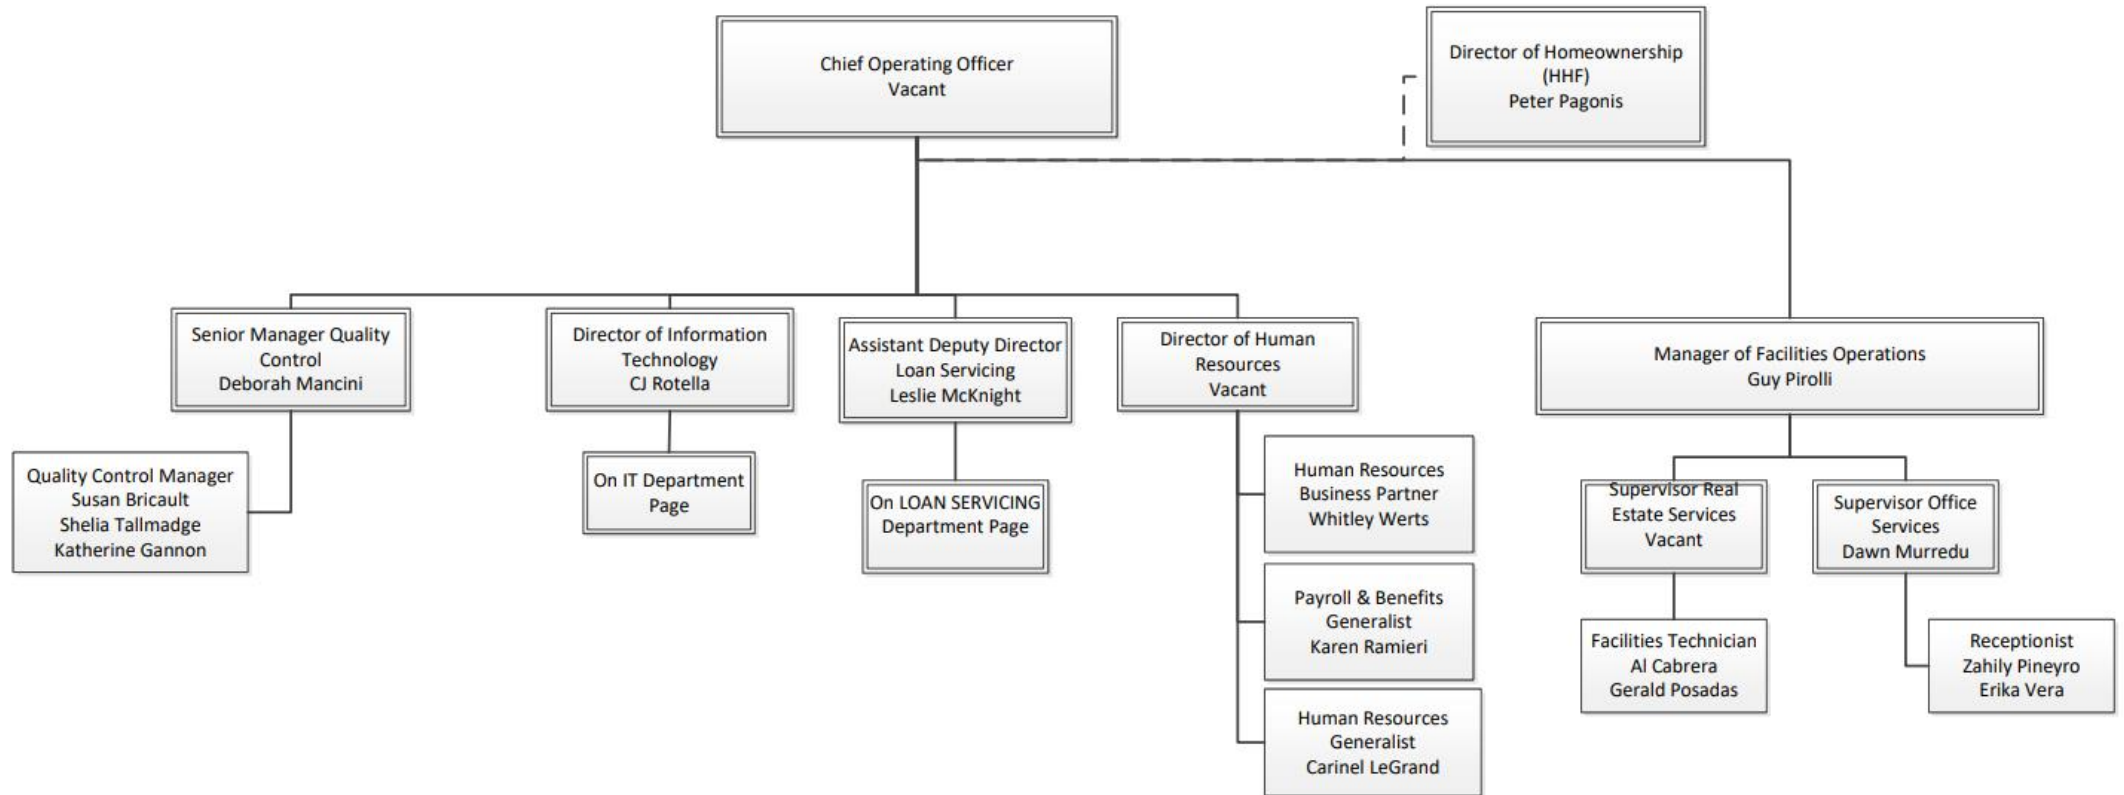 Chief Operating Officer
Vacant
Director of Homeownership
(HHF)
Peter Pagonis
Senior Manager Quality
Control
Deborah Mancini
Director of Information
Technology
CJ Rotella
Assistant Deputy Director
Loan Servicing
Leslie McKnight
Director of Human
Resources
Vacant
Manager of Facilities Operations
Guy Pirolli
Quality Control Manager
Susan Bricault
Shelia Tallmadge
Katherine Gannon
On IT Department
Page
On LOAN SERVICING
Department Page
Human Resources
Business Partner
Whitley Werts
Payroll & Benefits
Generalist
Karen Ramieri
Human Resources
Generalist
Carinel LeGrand
Supervisor Real
Estate Services
Vacant
Supervisor Office
Services
Dawn Murredu
Facilities Technician
Al Cabrera
Gerald Posadas
Receptionist
Zahily Pineyro
Erika Vera